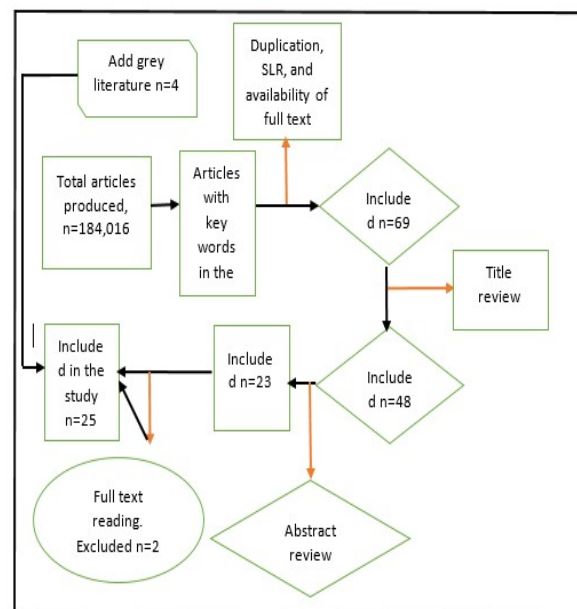 Add grey
literature n=4
Duplication,
SLR, and
availability of
full text
Total articles
produced,
n=184,016
Articles
with
key
words
in the
Include
d n=69
Title
review
Include
d in the
study
n=25
Include
d n=23
Include
d n=48
Full text
reading.
Excluded n=2
Abstract
review